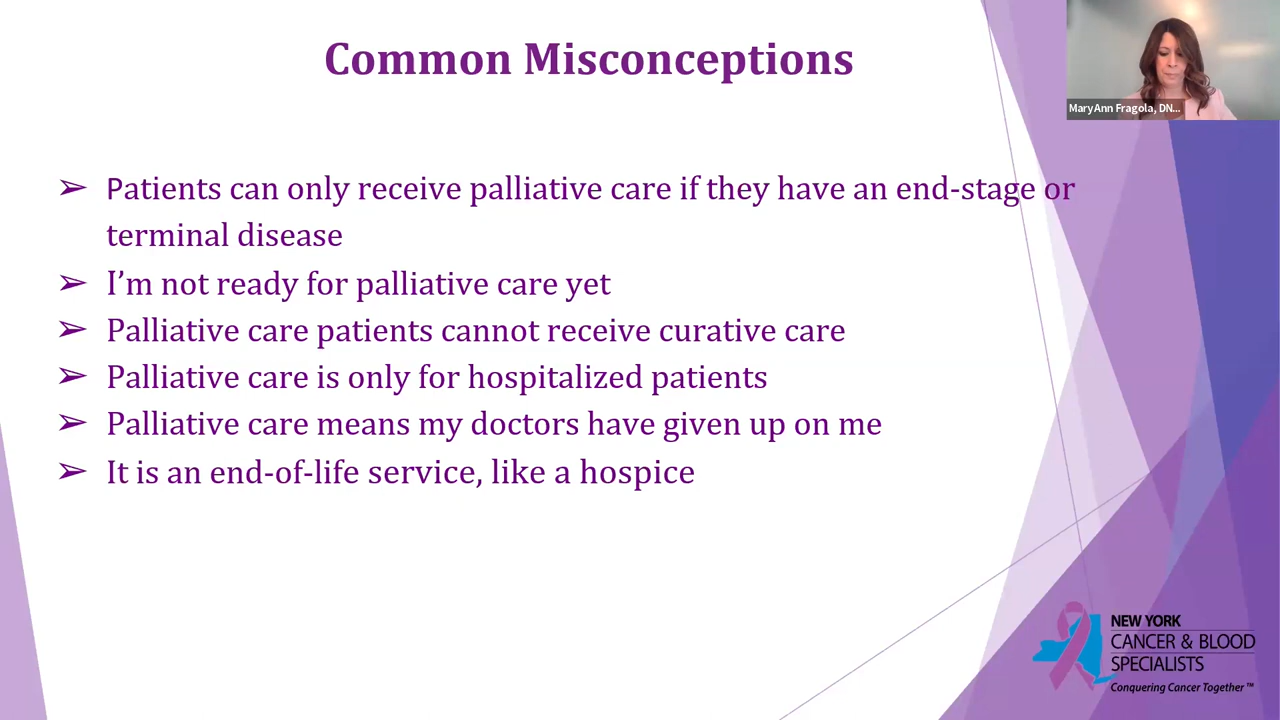 Common Misconceptions
MaryAnn Fragola, DN...
➢ Patients can only receive palliative care if they have an end-stage or
terminal disease
➢ I’m not ready for palliative care yet
➢ Palliative care patients cannot receive curative care
➢ Palliative care is only for hospitalized patients
➢ Palliative care means my doctors have given up on me
➢ It is an end-of-life service, like a hospice
NEW YORK
CANCER & BLOOD
SPECIALISTS
Conquering Cancer Together ™